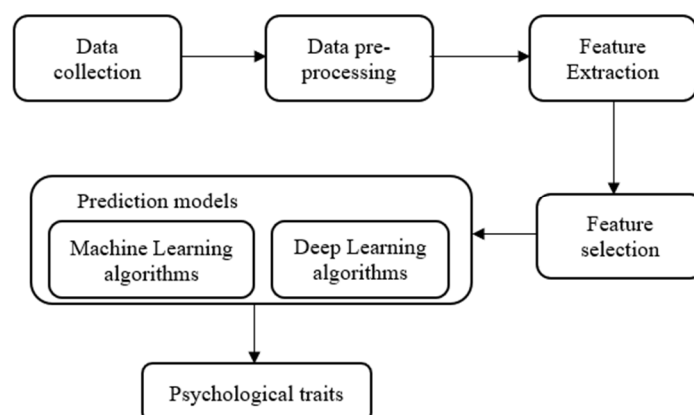 Data
collection
Data pre-
processing
Feature
Extraction
Feature
selection
Prediction models
Machine Learning
algorithms
Deep Learning
algorithms
Psychological traits